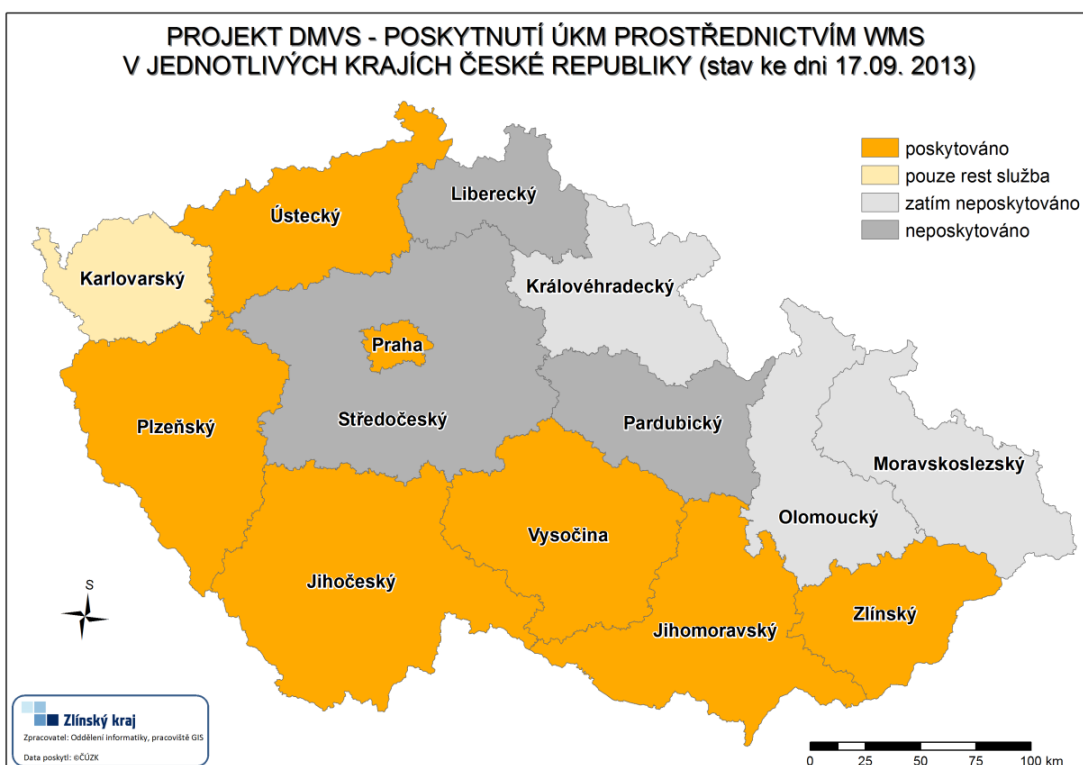 PROJEKT DMVS - POSKYTNUTÍ ÚKM PROSTŘEDNICTVÍM WMS
V JEDNOTLIVÝCH KRAJÍCH ČESKÉ REPUBLIKY (stav ke dni 17.09. 2013)
poskytováno
pouze rest služba
zatím neposkytováno
neposkytováno
Liberecký
Ústecký
Karlovarský
Královéhradecký
Praha
Středočeský
Pardubický
Plzeňský
Moravskoslezský
Olomoucký
Vysočina
Jihočeský
Zlínský
Jihomoravský
S
Zlínský kraj
Zpracovatel: Oddělení informatiky, pracoviště GIS
Data poskytl: ©ČÚZK
0 25 50 100 km